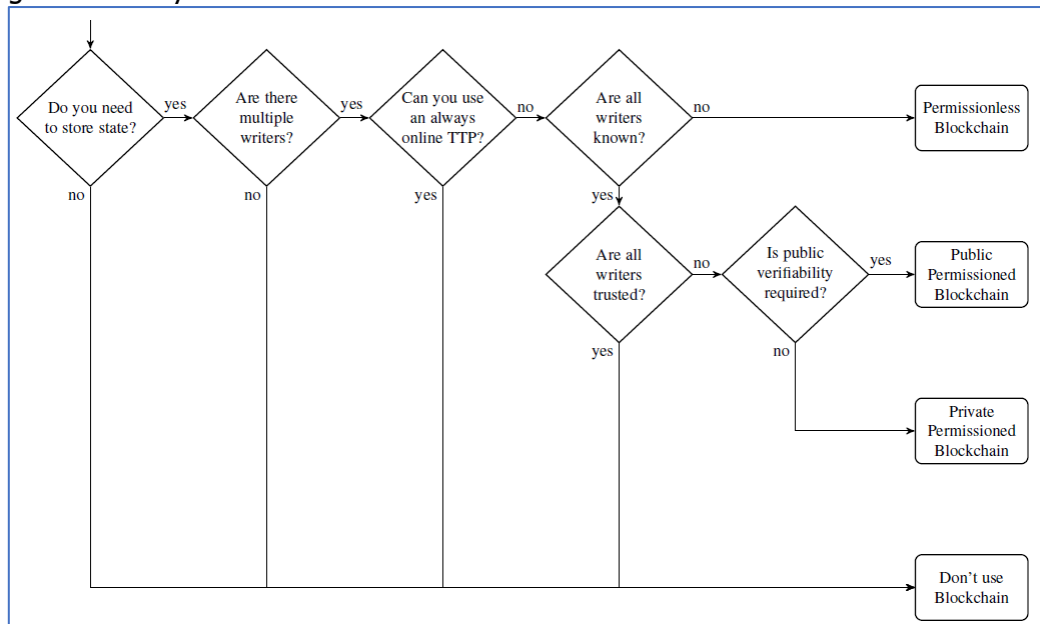 Do you need
to store state?
yes
no
Are there
multiple
writers?
yes
no
Can you use
an always
online TTP?
no
yes
Are all
writers
known?
no
yes
Permissionless
Blockchain
Are all
writers
trusted?
no
yes
Is public
verifiability
required?
yes
no
Public
Permissioned
Blockchain
Private
Permissioned
Blockchain
Don't use
Blockchain